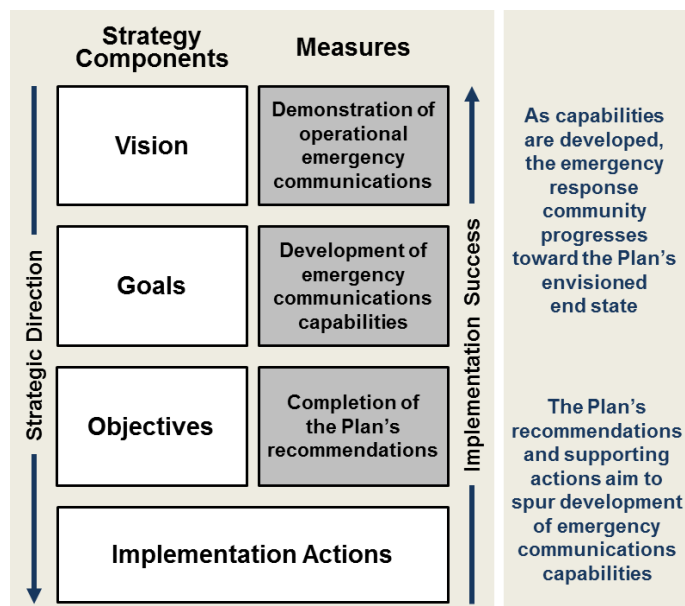 Strategy
Components
Measures
Strategic Direction
Vision
Demonstration of
operational
emergency
communications
Goals
Development of
emergency
communications
capabilities
Objectives
Completion of
the Plan's
recommendations
Implementation Actions
Implementation Success
As capabilities
are developed,
the emergency
response
community
progresses
toward the Plan's
envisioned
end state
The Plan's
recommendations
and supporting
actions aim to
spur development
of emergency
communications
capabilities